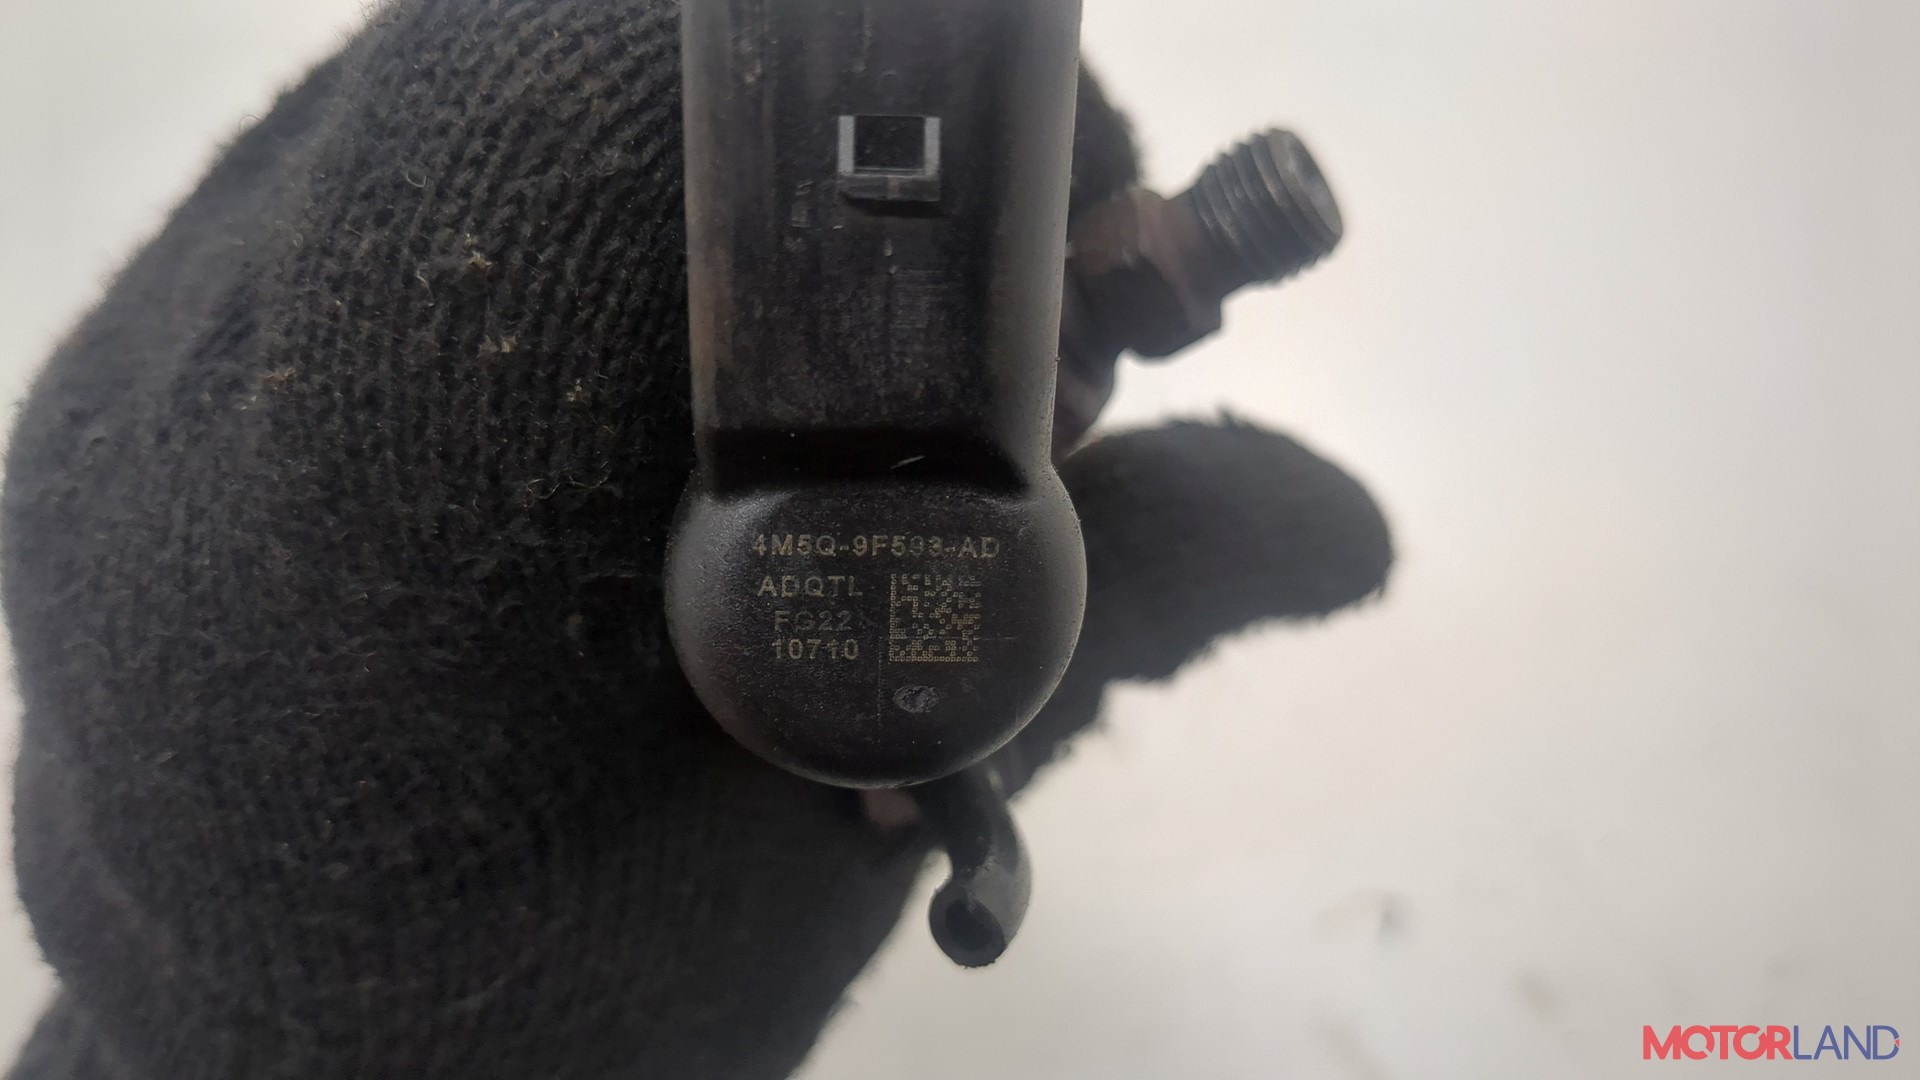 4M5Q-9F593-AD
ADQTL
FG22
10710
MOTORLAND